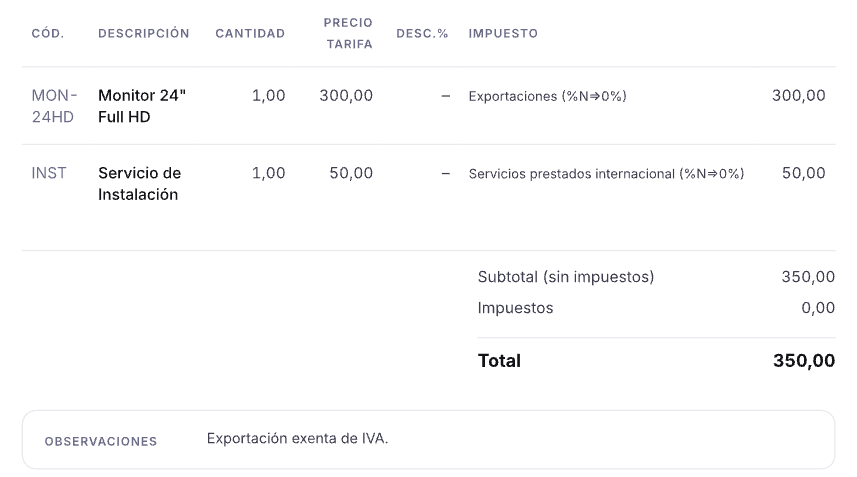 CÓD. DESCRIPCIÓN CANTIDAD PRECIO TARIFA DESC.% IMPUESTO
MON- Monitor 24" 1,00 300,00 – Exportaciones (%N⇒0%) 300,00
24HD Full HD
INST Servicio de 1,00 50,00 – Servicios prestados internacional (%N⇒0%) 50,00
Instalación
Subtotal (sin impuestos) 350,00
Impuestos 0,00
Total 350,00
OBSERVACIONES Exportación exenta de IVA.